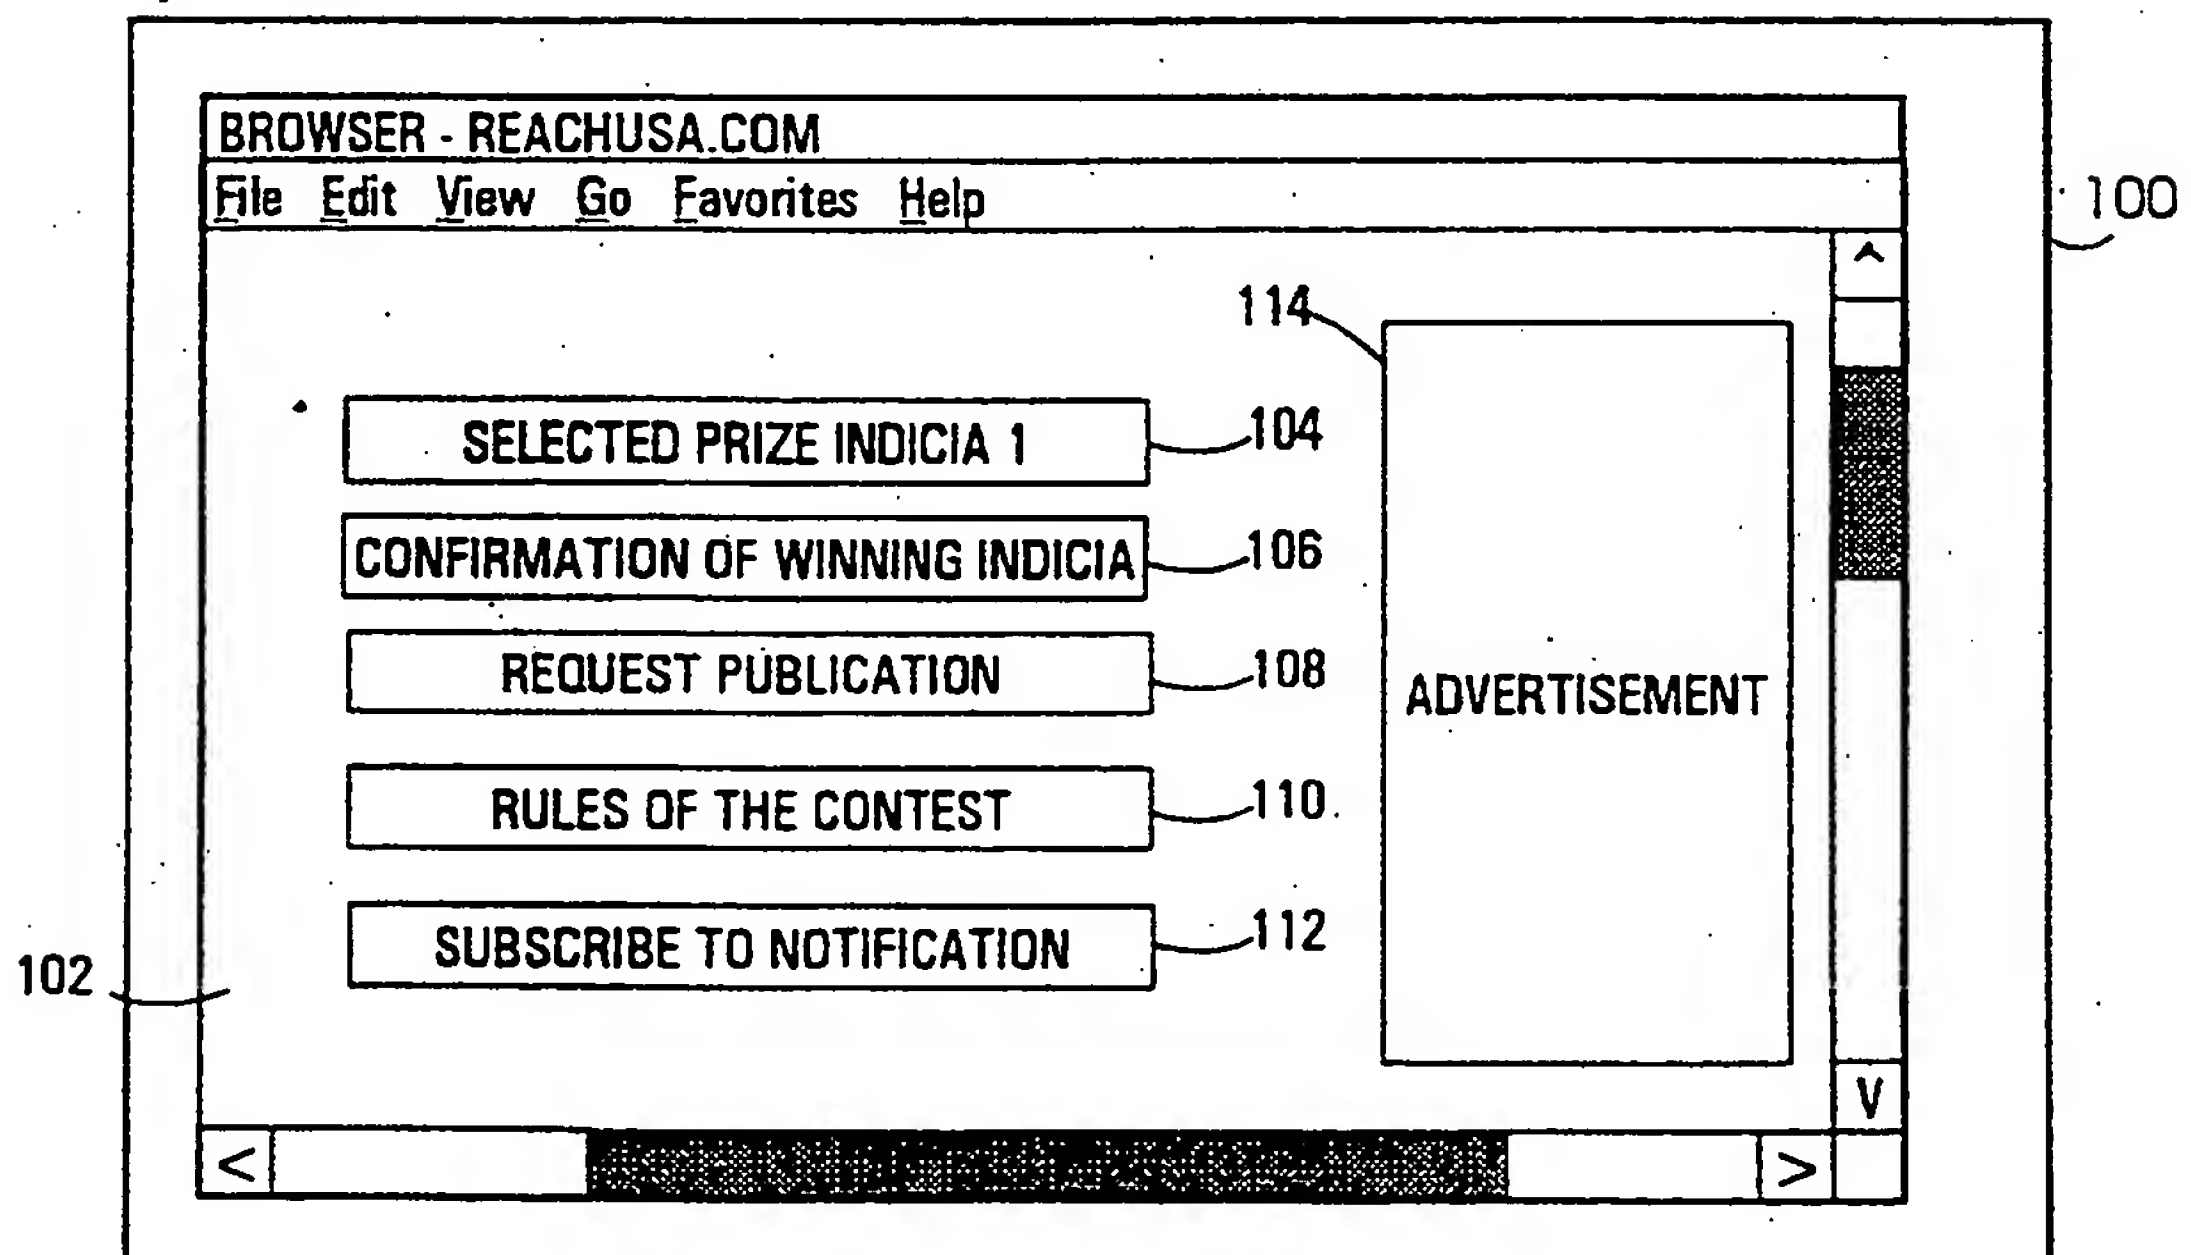 BROWSER - REACHUSA.COM
File Edit View Go Favorites Help
100
114
SELECTED PRIZE INDICIA 1
104
CONFIRMATION OF WINNING INDICIA
106
REQUEST PUBLICATION
108
ADVERTISEMENT
RULES OF THE CONTEST
110
SUBSCRIBE TO NOTIFICATION
112
102